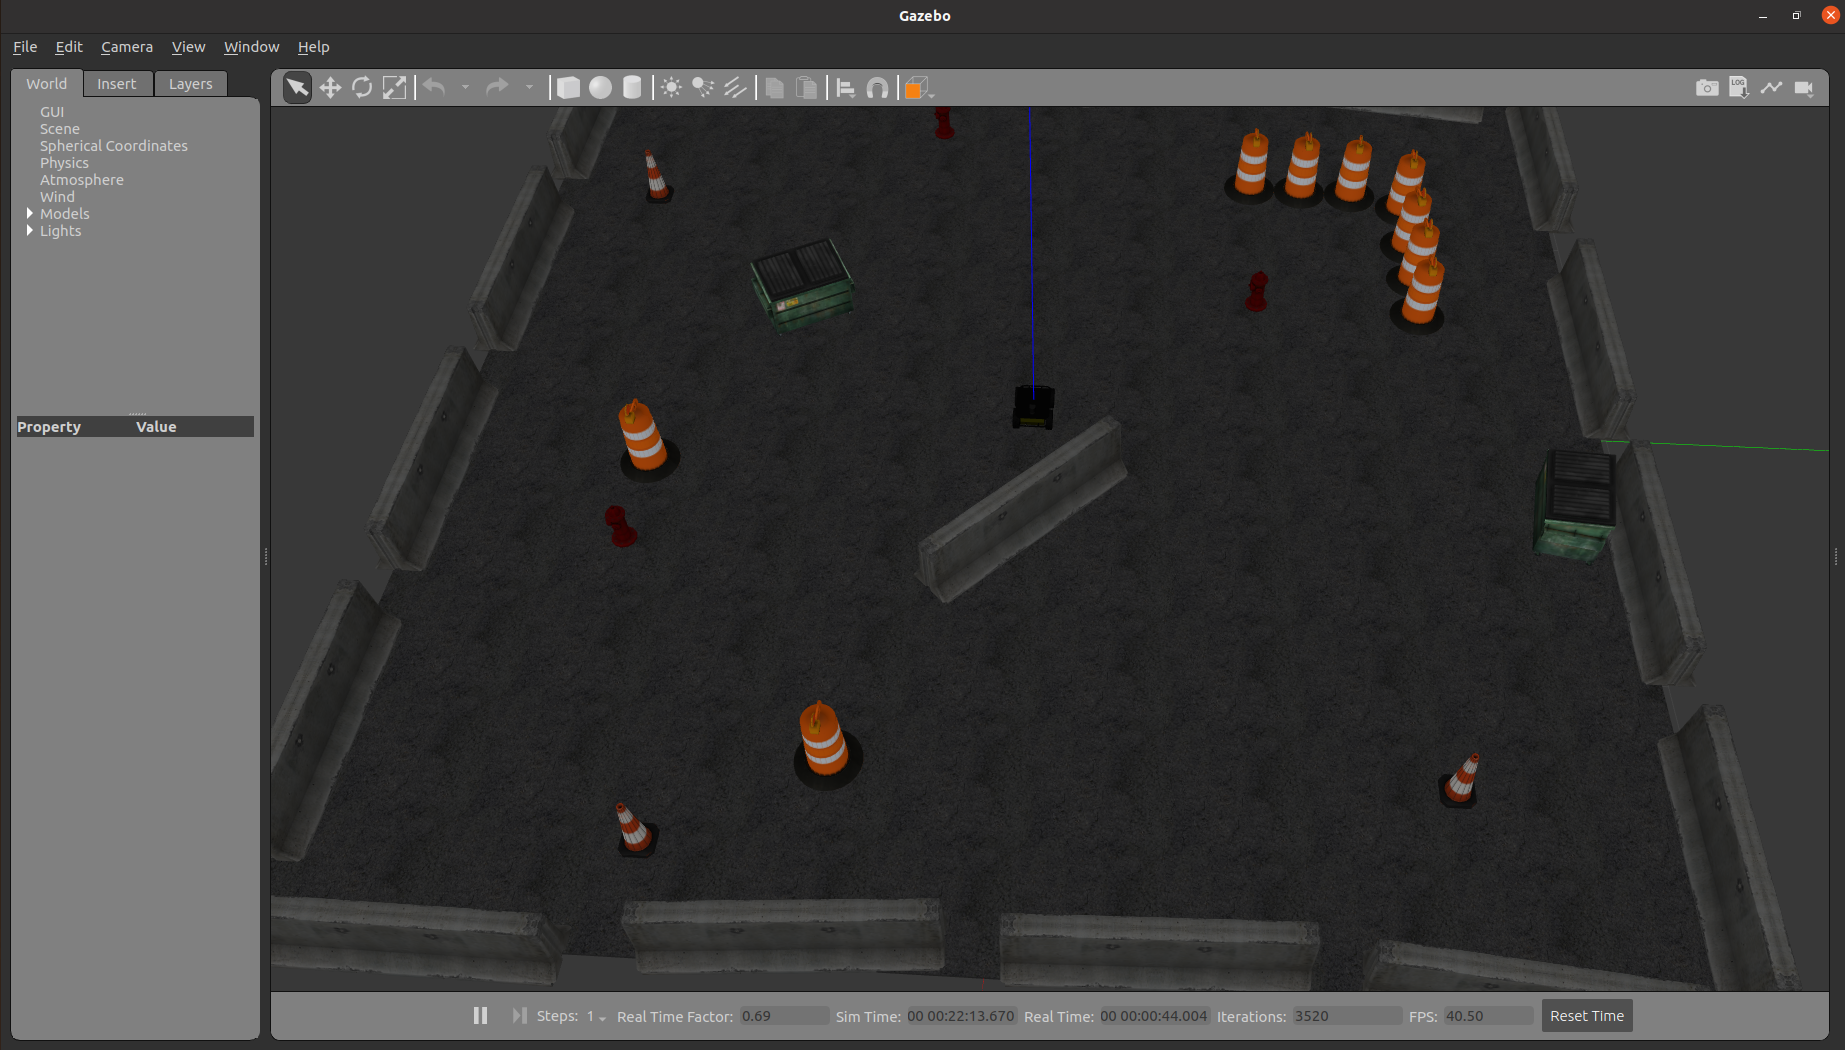 Gazebo
File Edit Camera View Window Help
World Insert Layers
LOG
GUI
Scene
Spherical Coordinates
Physics
Atmosphere
Wind
Models
Lights
Property Value
Steps: 1 Real Time Factor: 0.69 Sim Time: 00 00:22:13.670 Real Time: 00 00:00:44.004 Iterations: 3520 FPS: 40.50 Reset Time